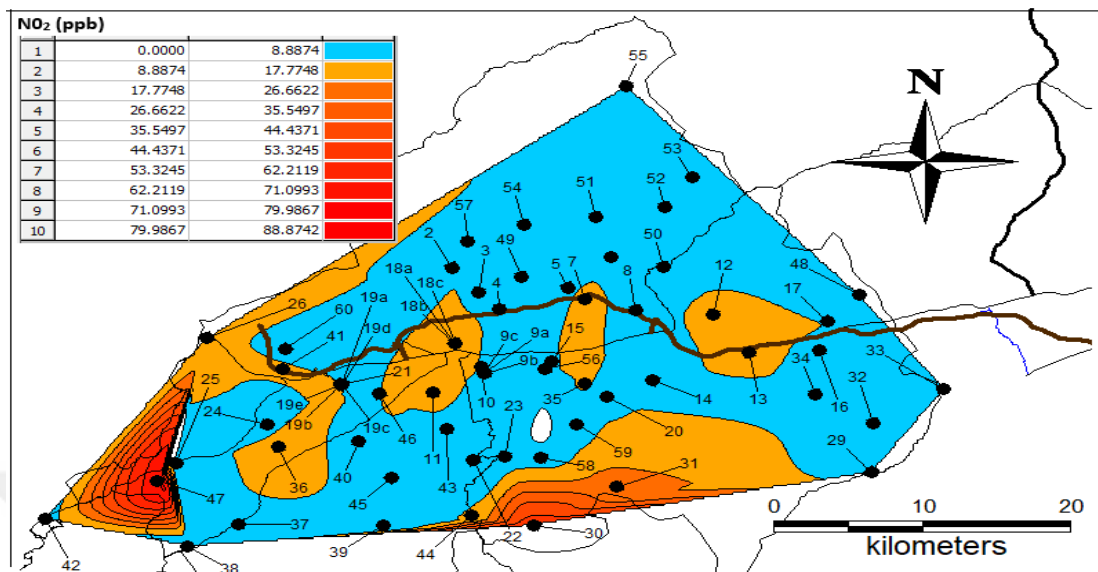 N0₂ (ppb)
1 0.0000 8.8874
2 8.8874 17.7748
3 17.7748 26.6622
4 26.6622 35.5497
5 35.5497 44.4371
6 44.4371 53.3245
7 53.3245 62.2119
8 62.2119 71.0993
9 71.0993 79.9867
10 79.9867 88.8742
55
N
53
54 51 52
57
2 49 50
18a 18c 3 5 7 8 12 48
26 19a 18b 4 17
60 9c 9a 15
41 19d 9b 56 34 33
25 21
24 19e 10 35 14 13 16 32
19b 19c 46 23 20
36 40 11 43 59 29
47 45 58 31
37
42 38 39 44 22 30
0 10 20
kilometers